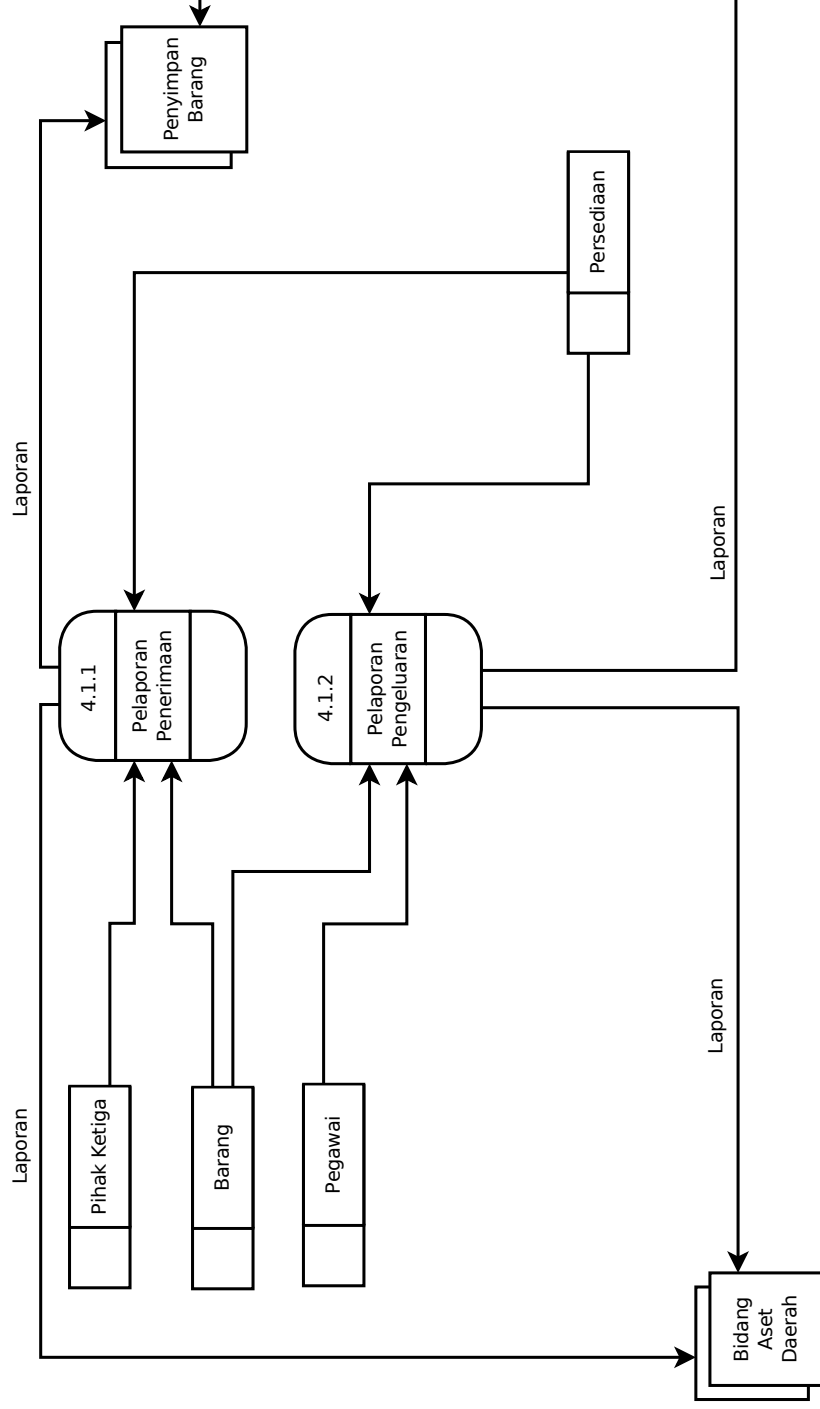 Laporan
Pihak Ketiga
Barang
Pegawai
Bidang
Aset
Daerah
Laporan
4.1.1
Pelaporan
Penerimaan
4.1.2
Pelaporan
Pengeluaran
Laporan
Laporan
Penyimpan
Barang
Persediaan